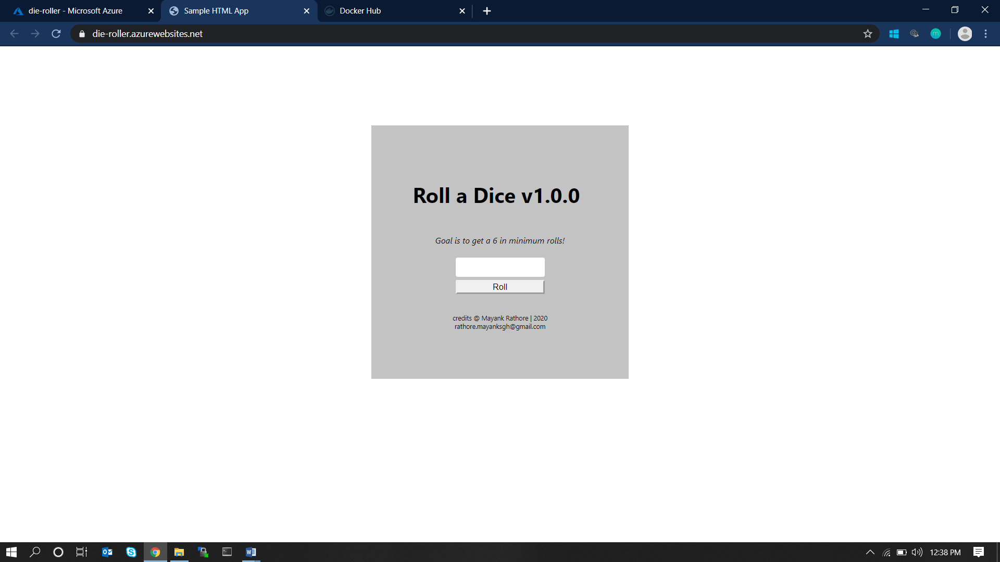 die-roller - Microsoft Azure
Sample HTML App
Docker Hub
die-roller.azurewebsites.net
m
Roll a Dice v1.0.0
Goal is to get a 6 in minimum rolls!
Roll
credits @ Mayank Rathore | 2020
rathore.mayanksgh@gmail.com
12:38 PM